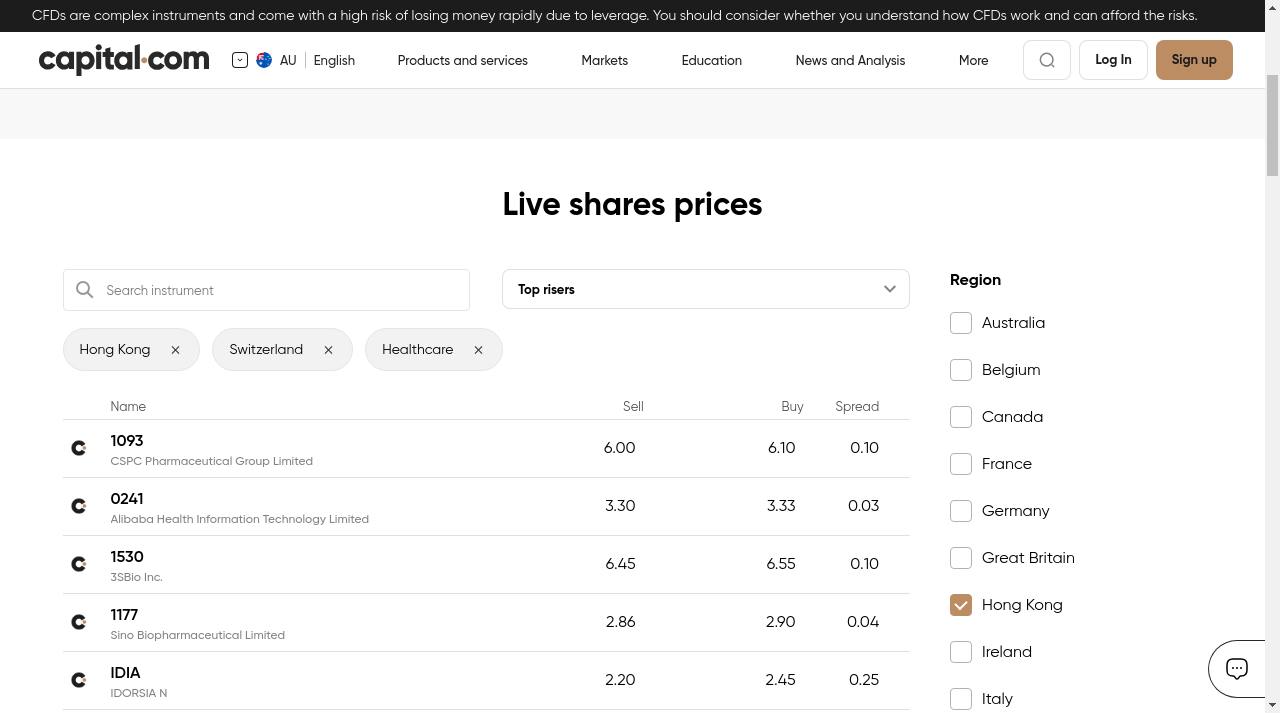 CFDs are complex instruments and come with a high risk of losing money rapidly due to leverage. You should consider whether you understand how CFDs work and can afford the risks.
capital.com AU English Products and services Markets Education News and Analysis More Log In Sign up
Live shares prices
Search instrument
Top risers
Hong Kong
Switzerland
Healthcare
Name Sell Buy Spread
1093 6.00 6.10 0.10
CSPC Pharmaceutical Group Limited
0241 3.30 3.33 0.03
Alibaba Health Information Technology Limited
1530 6.45 6.55 0.10
3SBio Inc.
1177 2.86 2.90 0.04
Sino Biopharmaceutical Limited
IDIA 2.20 2.45 0.25
IDORSIA N
Region
Australia
Belgium
Canada
France
Germany
Great Britain
Hong Kong
Ireland
Italy